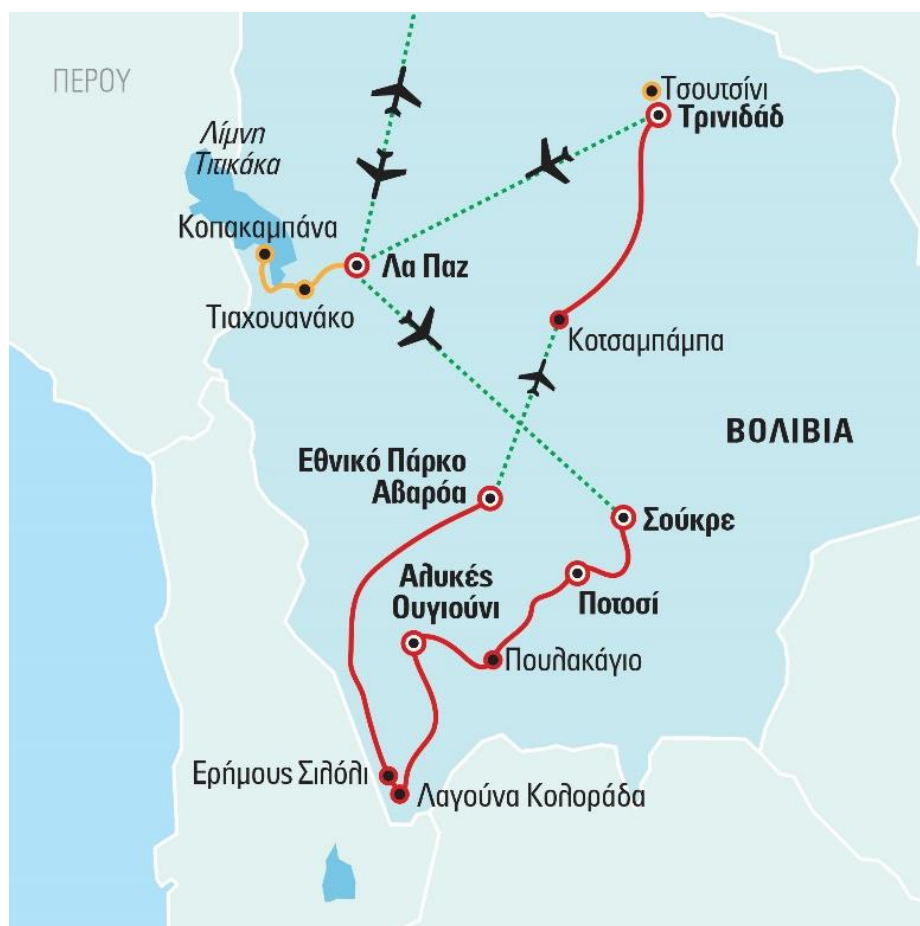 ΠΕΡΟΥ
Τσουτσίνι
Τρινιδάδ
Λίμνη
Τιτικάκα
Κοπακαμπάνα
Λα Παζ
Τιαχουανάκο
Κοτσαμπάμπα
ΒΟΛΙΒΙΑ
Εθνικό Πάρκο
Αβαρόα
Σούκρε
Αλυκές
Ουγιούνι
Ποτοσί
Πουλακάγιο
Ερήμους Σιλόλι
Λαγούνα Κολοράδα